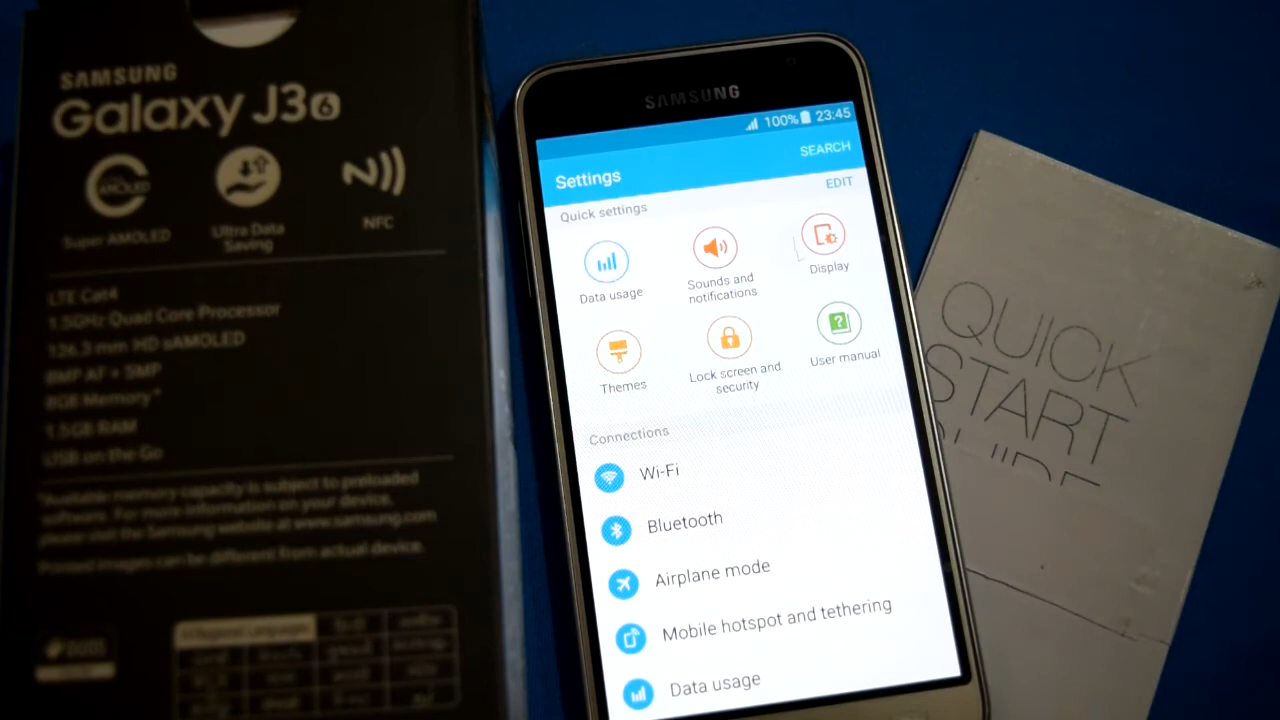 SAMSUNG
Galaxy J36
Super AMOLED
Ultra Data
Saving
NFC
LTE Cat4
1.5GHz Quad Core Processor
126.3 mm HD sAMOLED
8MP AF + 5MP
8GB Memory*
1.5GB RAM
USB on the Go
*Available memory capacity is subject to preloaded
software. For more information on your device,
please visit the Samsung website at www.samsung.com
Printed images can be different from actual device.
SAMSUNG
100% 23:45
Settings
SEARCH
Quick settings
EDIT
Data usage
Sounds and
notifications
Display
Themes
Lock screen and
security
User manual
Connections
Wi-Fi
Bluetooth
Airplane mode
Mobile hotspot and tethering
Data usage
QUICK
START